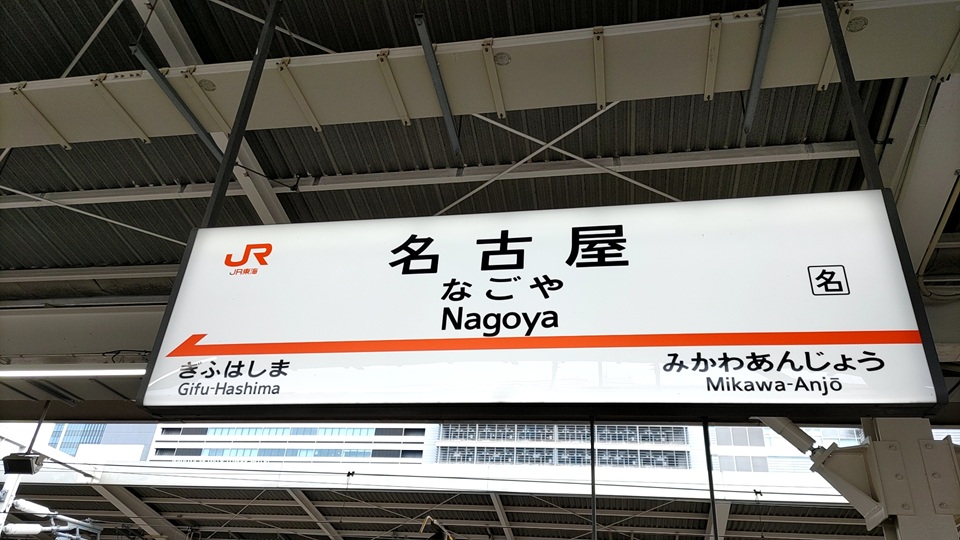 JR
JR東海
名古屋
なごや
Nagoya
名
ぎふはしま
Gifu-Hashima
みかわあんじょう
Mikawa-Anjō